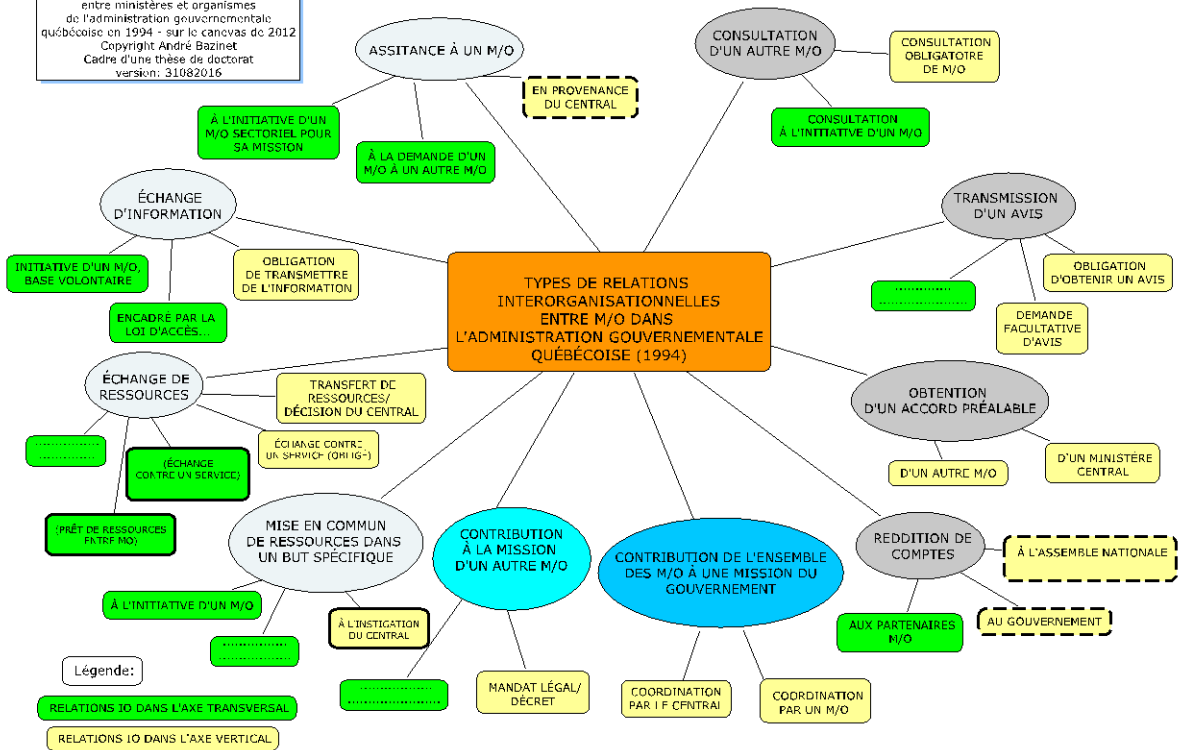 entre ministères et organismes
de l'administration gouvernementale
québécoise en 1994 - sur le canevas de 2012
Copyright André Bazinet
Cadre d'une thèse de doctorat
version: 31082016
ASSITANCE À UN M/O
EN PROVENANCE
DU CENTRAL
À L'INITIATIVE D'UN
M/O SECTORIEL POUR
SA MISSION
À LA DEMANDE D'UN
M/O À UN AUTRE M/O
CONSULTATION
D'UN AUTRE M/O
CONSULTATION
OBLIGATOIRE
DE M/O
CONSULTATION
À L'INITIATIVE D'UN M/O
ÉCHANGE
D'INFORMATION
INITIATIVE D'UN M/O,
BASE VOLONTAIRE
ENCADRÉ PAR LA
LOI D'ACCÈS...
OBLIGATION
DE TRANSMETTRE
DE L'INFORMATION
TRANSMISSION
D'UN AVIS
....................
....................
DEMANDE
FACULTATIVE
D'AVIS
OBLIGATION
D'OBTENIR UN AVIS
TYPES DE RELATIONS
INTERORGANISATIONNELLES
ENTRE M/O DANS
L'ADMINISTRATION GOUVERNEMENTALE
QUÉBÉCOISE (1994)
ÉCHANGE DE
RESSOURCES
TRANSFERT DE
RESSOURCES/
DÉCISION DU CENTRAL
ÉCHANGE CONTRE
UN SERVICE (OBLIGÉ)
....................
....................
(ÉCHANGE
CONTRE UN SERVICE)
(PRÊT DE RESSOURCES
ENTRE MO)
OBTENTION
D'UN ACCORD PRÉALABLE
D'UN AUTRE M/O
D'UN MINISTÈRE
CENTRAL
MISE EN COMMUN
DE RESSOURCES DANS
UN BUT SPÉCIFIQUE
À L'INITIATIVE D'UN M/O
....................
....................
À L'INSTIGATION
DU CENTRAL
CONTRIBUTION
À LA MISSION
D'UN AUTRE M/O
....................
....................
MANDAT LÉGAL/
DÉCRET
CONTRIBUTION DE L'ENSEMBLE
DES M/O À UNE MISSION DU
GOUVERNEMENT
COORDINATION
PAR LE CENTRAL
COORDINATION
PAR UN M/O
REDDITION DE
COMPTES
À L'ASSEMBLE NATIONALE
AU GOUVERNEMENT
AUX PARTENAIRES
M/O
Légende:
RELATIONS IO DANS L'AXE TRANSVERSAL
RELATIONS IO DANS L'AXE VERTICAL